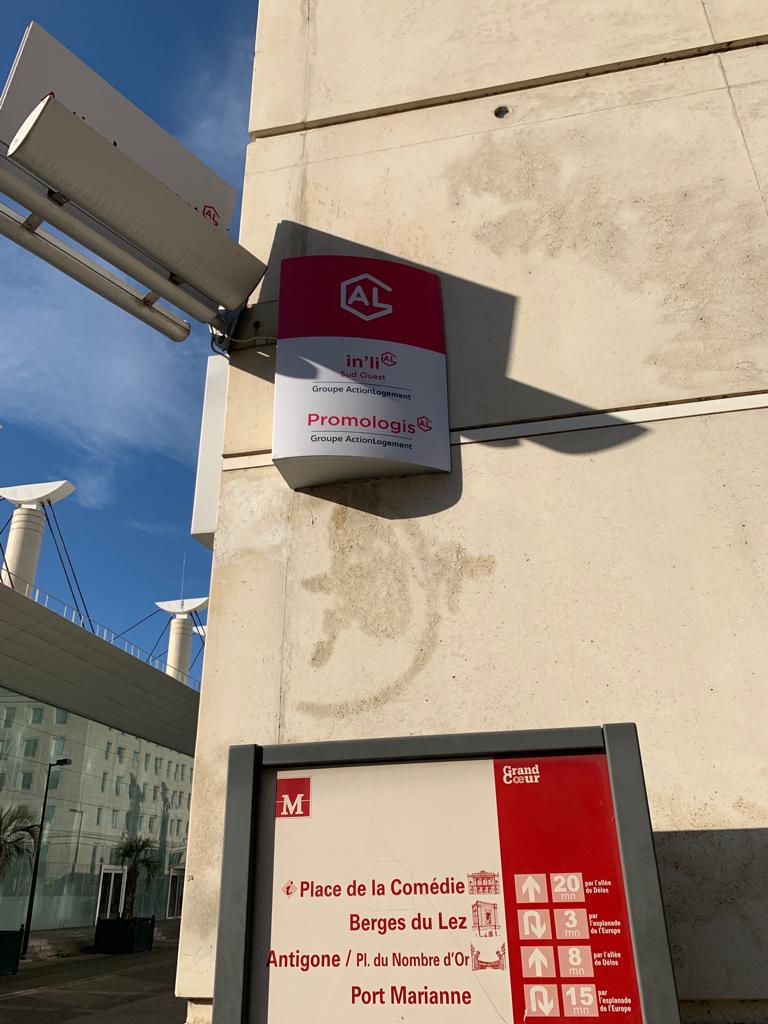 AL
AL
in'li AL
Sud Ouest
Groupe ActionLogement
Promologis AL
Groupe ActionLogement
M
Grand
Cœur
i Place de la Comédie
20
mn
par l'allée
de Délos
Berges du Lez
3
mn
par
l'esplanade
de l'Europe
Antigone / Pl. du Nombre d'Or
8
mn
par l'allée
de Délos
Port Marianne
15
mn
par
l'esplanade
de l'Europe